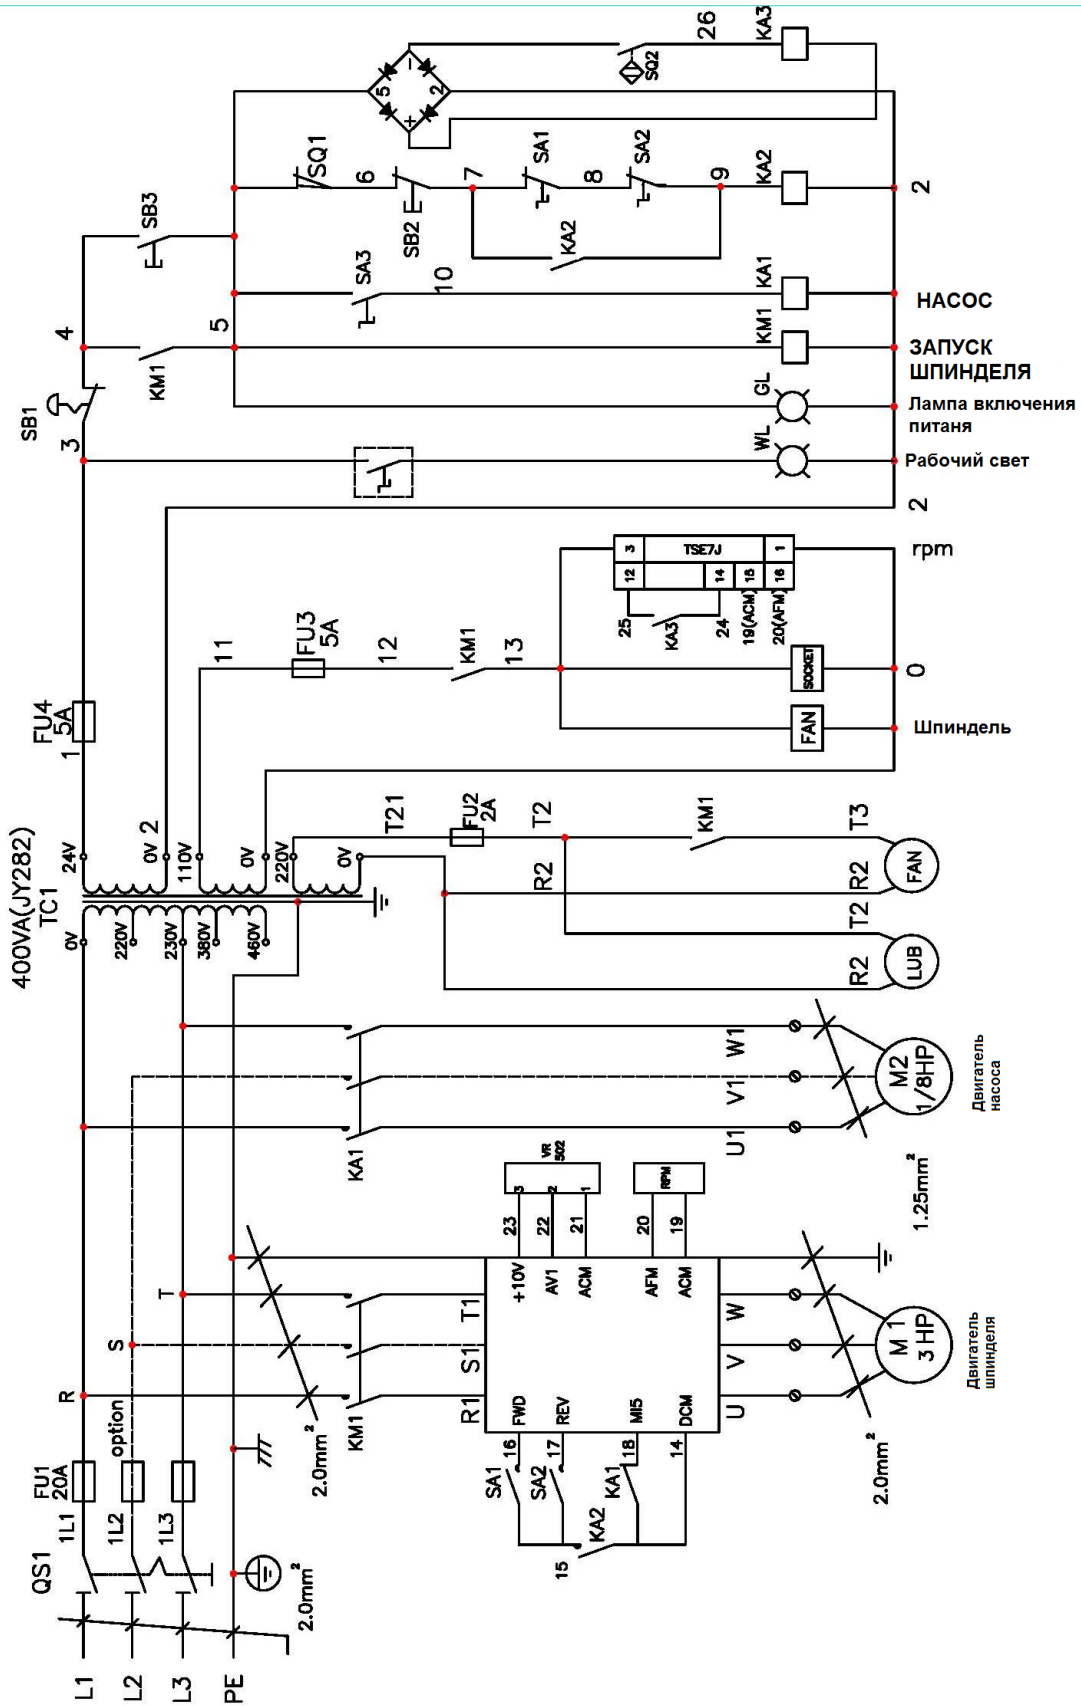 26
KA3
SQ2
5
2
−
+
SQ1
6
SB2
7
SA1
8
SA2
9
KA2
KA2
2
SB3
SA3
10
KA1
НАСОС
4
5
KM1
KM1
ЗАПУСК
ШПИНДЕЛЯ
SB1
GL
Лампа включения
питаня
3
WL
Рабочий свет
2
3
TSE7J
1
rpm
12
14
15
16
25
KA3
24
19(ACM)
20(AFM)
11
FU3
5A
12
KM1
13
SOCKET
0
FU4
5A
1
FAN
Шпиндель
400VA(JY282)
TC1
24V
0V
2
110V
0V
220V
0V
T21
FU2
2A
T2
KM1
T3
R2
R2
FAN
0V
220V
230V
380V
460V
T2
R2
LUB
W1
V1
U1
KA1
M2
1/8HP
Двигатель
насоса
1.25mm²
VR
502
3
2
1
RPM
23
22
21
20
19
+10V
AV1
ACM
AFM
ACM
T
T1
W
S
S1
V
R
R1
U
KM1
M 1
3 HP
Двигатель
шпинделя
FWD
REV
MI5
DCM
16
17
18
14
SA1
SA2
KA1
KA2
15
2.0mm²
2.0mm²
FU1
20A
option
1L1
1L2
1L3
QS1
2.0mm²
L1
L2
L3
PE